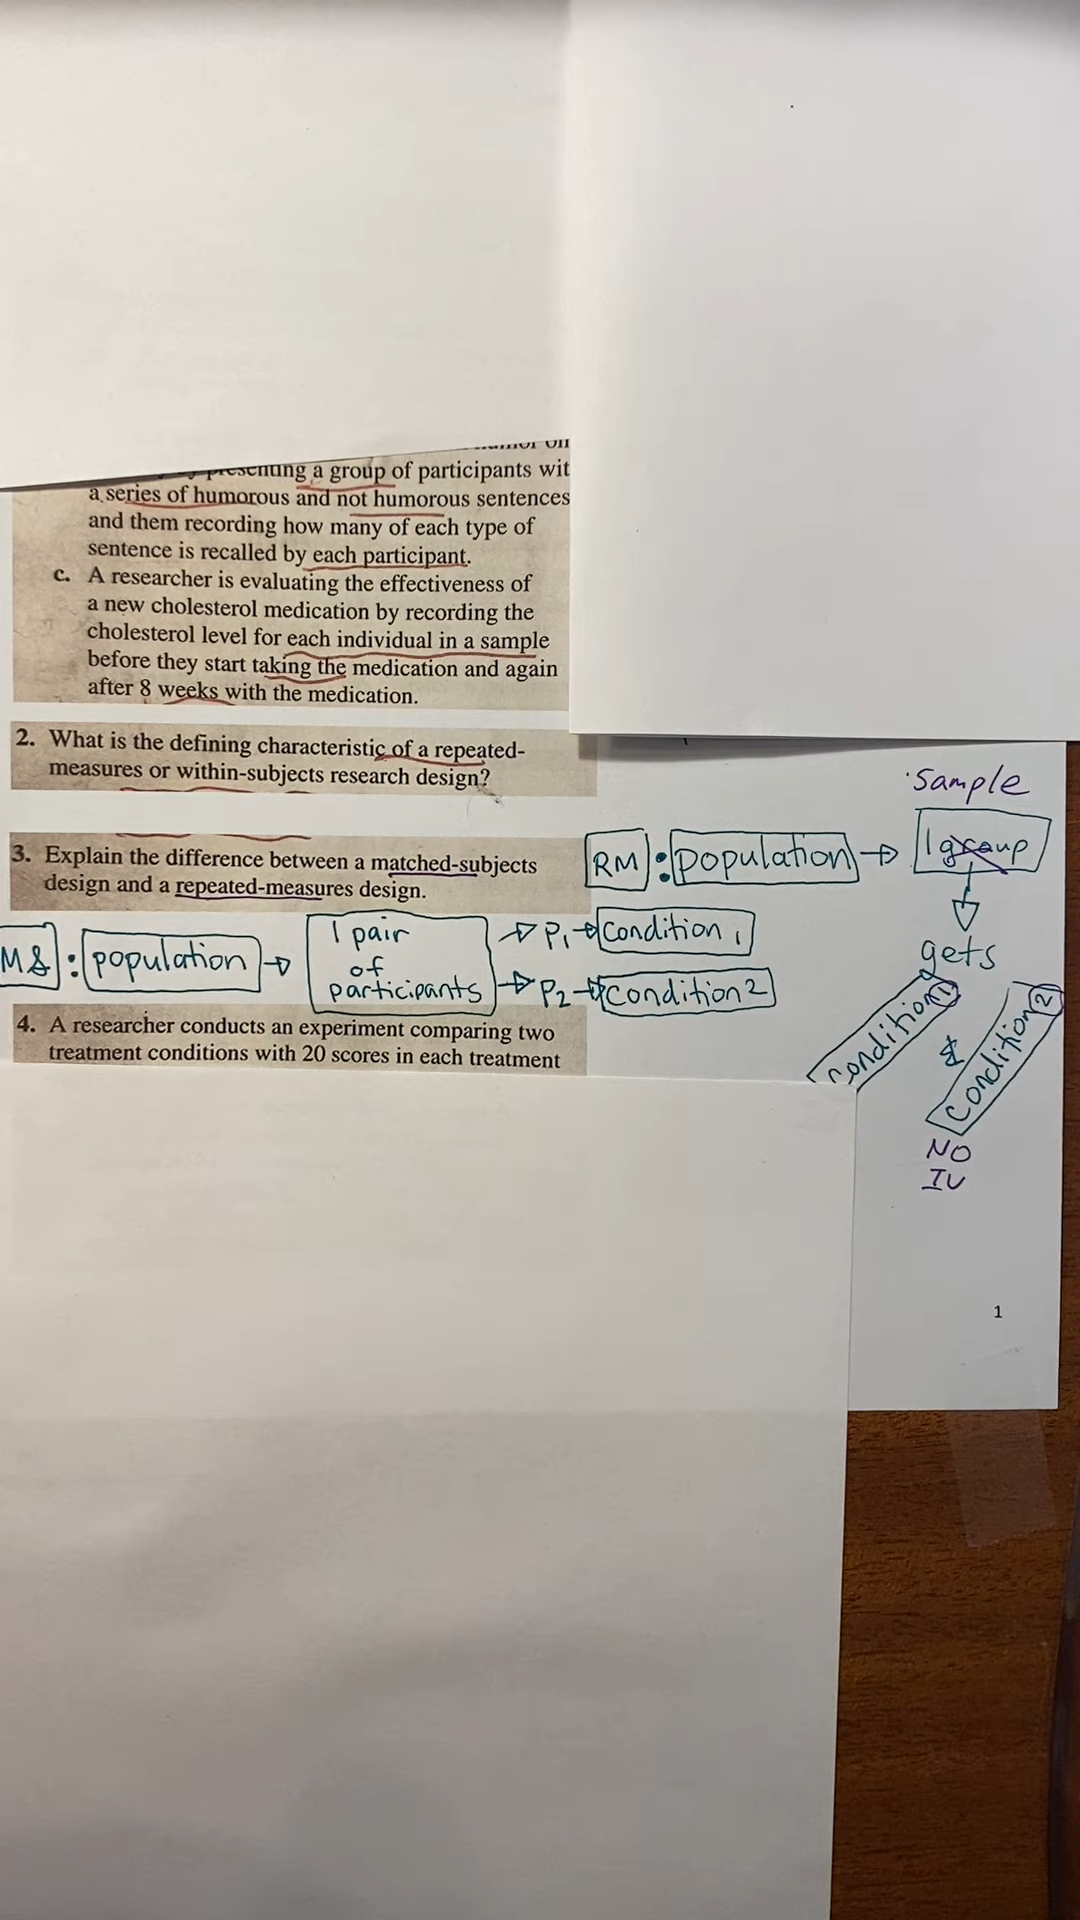 presenting a group of participants wit
a series of humorous and not humorous sentences
and them recording how many of each type of
sentence is recalled by each participant.
c. A researcher is evaluating the effectiveness of
a new cholesterol medication by recording the
cholesterol level for each individual in a sample
before they start taking the medication and again
after 8 weeks with the medication.
2. What is the defining characteristic of a repeated-
measures or within-subjects research design?
3. Explain the difference between a matched-subjects
design and a repeated-measures design.
sample
RM : population → 1 group
gets
condition 1
&
condition 2
NO
IV
MS : population →
1 pair
of
participants
→ P1 → condition 1
→ P2 → condition 2
4. A researcher conducts an experiment comparing two
treatment conditions with 20 scores in each treatment
1